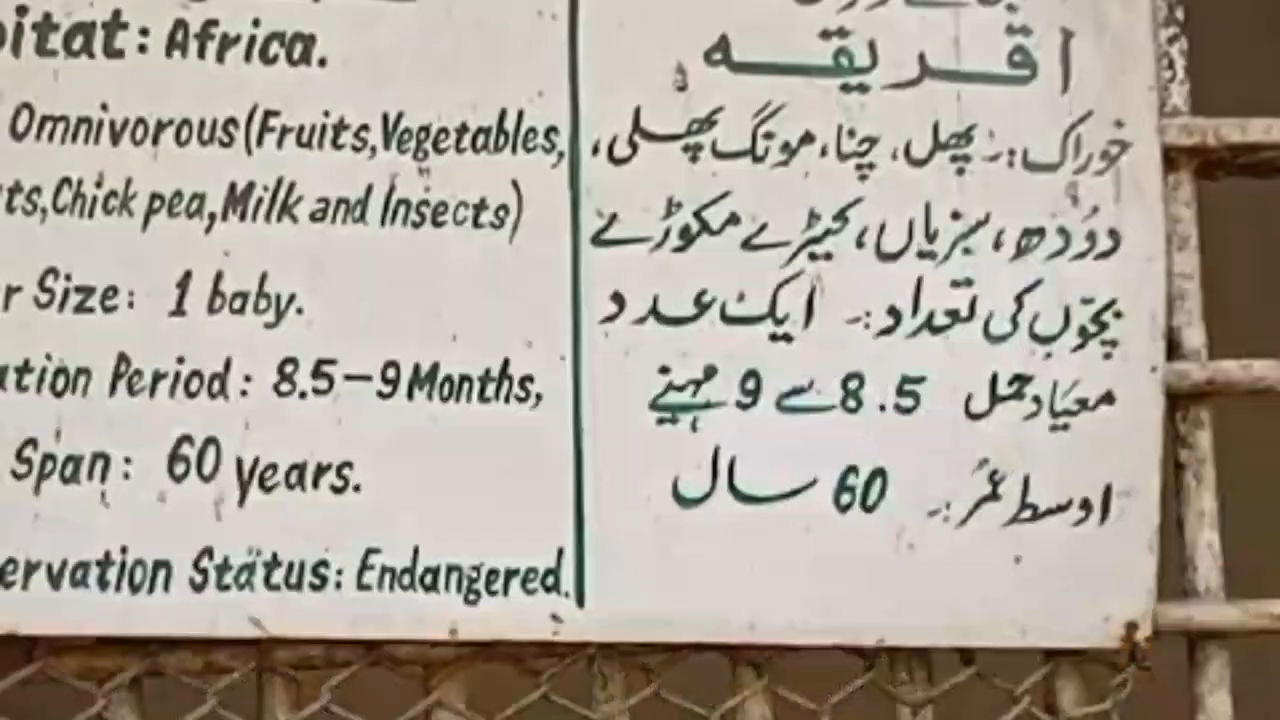 itat: Africa.
Omnivorous(Fruits,Vegetables,
ts,Chick pea,Milk and Insects)
r Size: 1 baby.
ation Period: 8.5–9 Months,
Span: 60 years.
ervation Status: Endangered.
افریقہ
خوراک:۔ پھل، چنا، مونگ پھلی،
دودھ، سبزیاں، کیڑے مکوڑے
بچّوں کی تعداد:۔ ایک عدد
معیاد حمل 8.5 سے 9 مہینے
اوسط عمر:۔ 60 سال